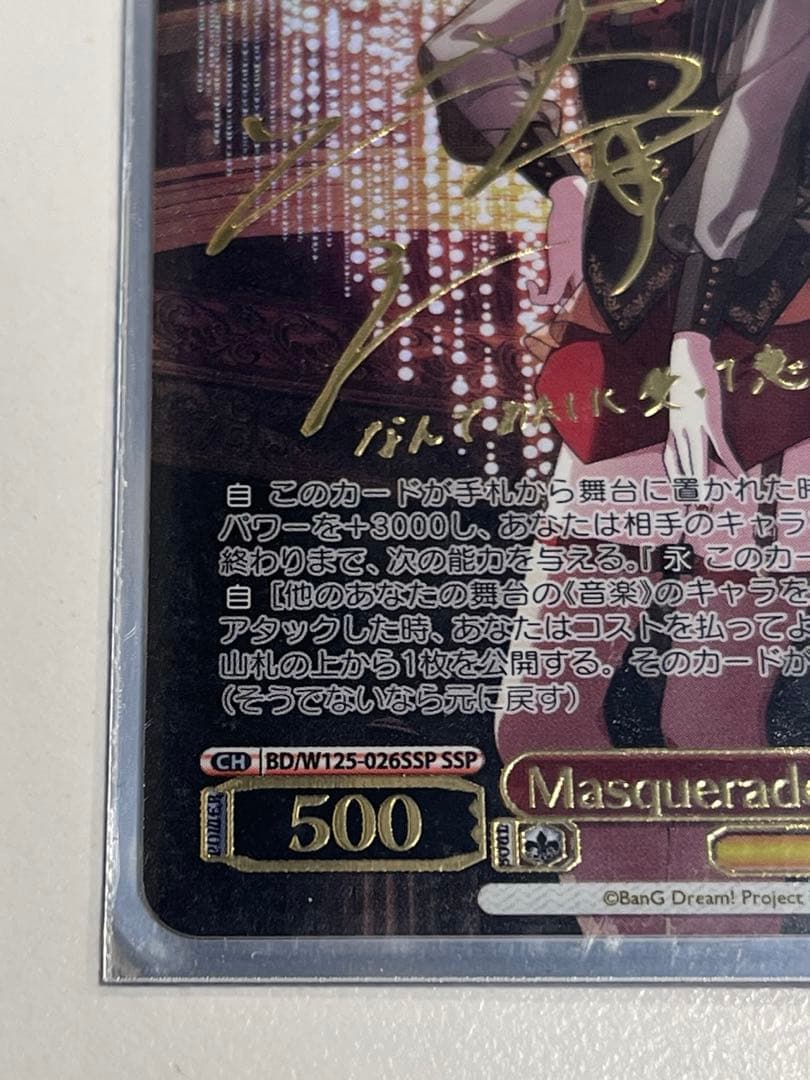 なんて
自 このカードが手札から舞台に置かれた時
パワーを+3000し、あなたは相手のキャラ
終わりまで、次の能力を与える。『 永 このカー
自 [他のあなたの舞台の《音楽》のキャラを
アタックした時、あなたはコストを払ってよ
山札の上から1枚を公開する。そのカードが
(そうでないなら元に戻す)
CH BD/W125-026SSP SSP
Masquerad
POWER 500
SOUL
©BanG Dream! Project